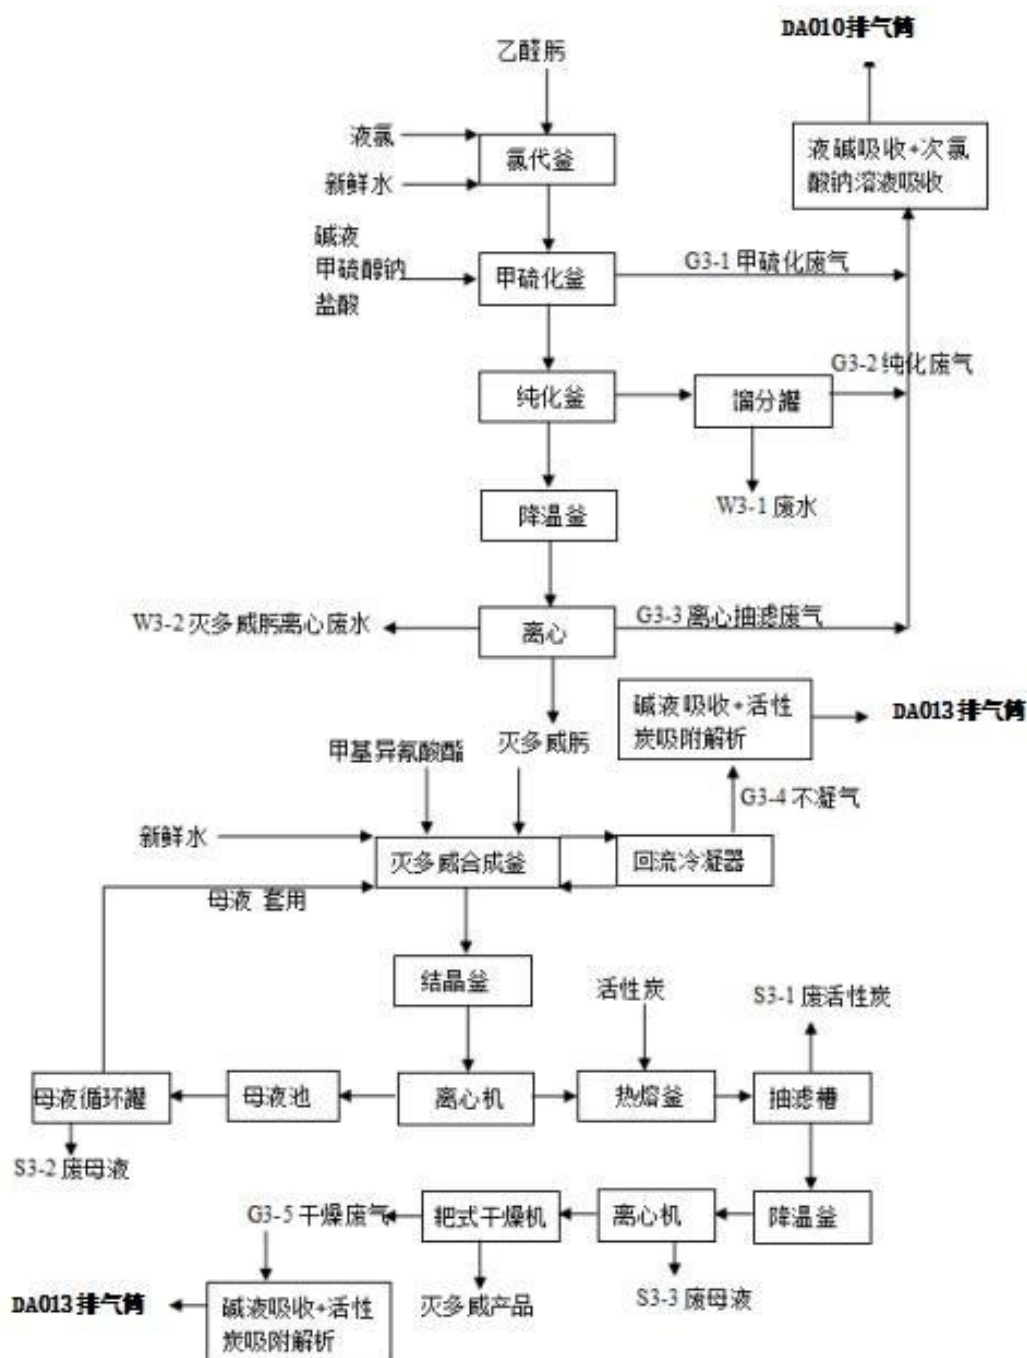 DA010排气筒
乙醛肟
液氯
氯代釜
新鲜水
液碱吸收+次氯
酸钠溶液吸收
碱液
甲硫醇钠
盐酸
甲硫化釜
G3-1甲硫化废气
G3-2纯化废气
纯化釜
馏分罐
W3-1废水
降温釜
W3-2灭多威肟离心废水
离心
G3-3离心抽滤废气
碱液吸收+活性
炭吸附解析
DA013排气筒
甲基异氰酸酯
灭多威肟
G3-4不凝气
新鲜水
灭多威合成釜
回流冷凝器
母液 套用
结晶釜
活性炭
S3-1废活性炭
母液循环罐
母液池
离心机
热熔釜
抽滤槽
S3-2废母液
G3-5干燥废气
耙式干燥机
离心机
降温釜
DA013排气筒
碱液吸收+活性
炭吸附解析
灭多威产品
S3-3废母液